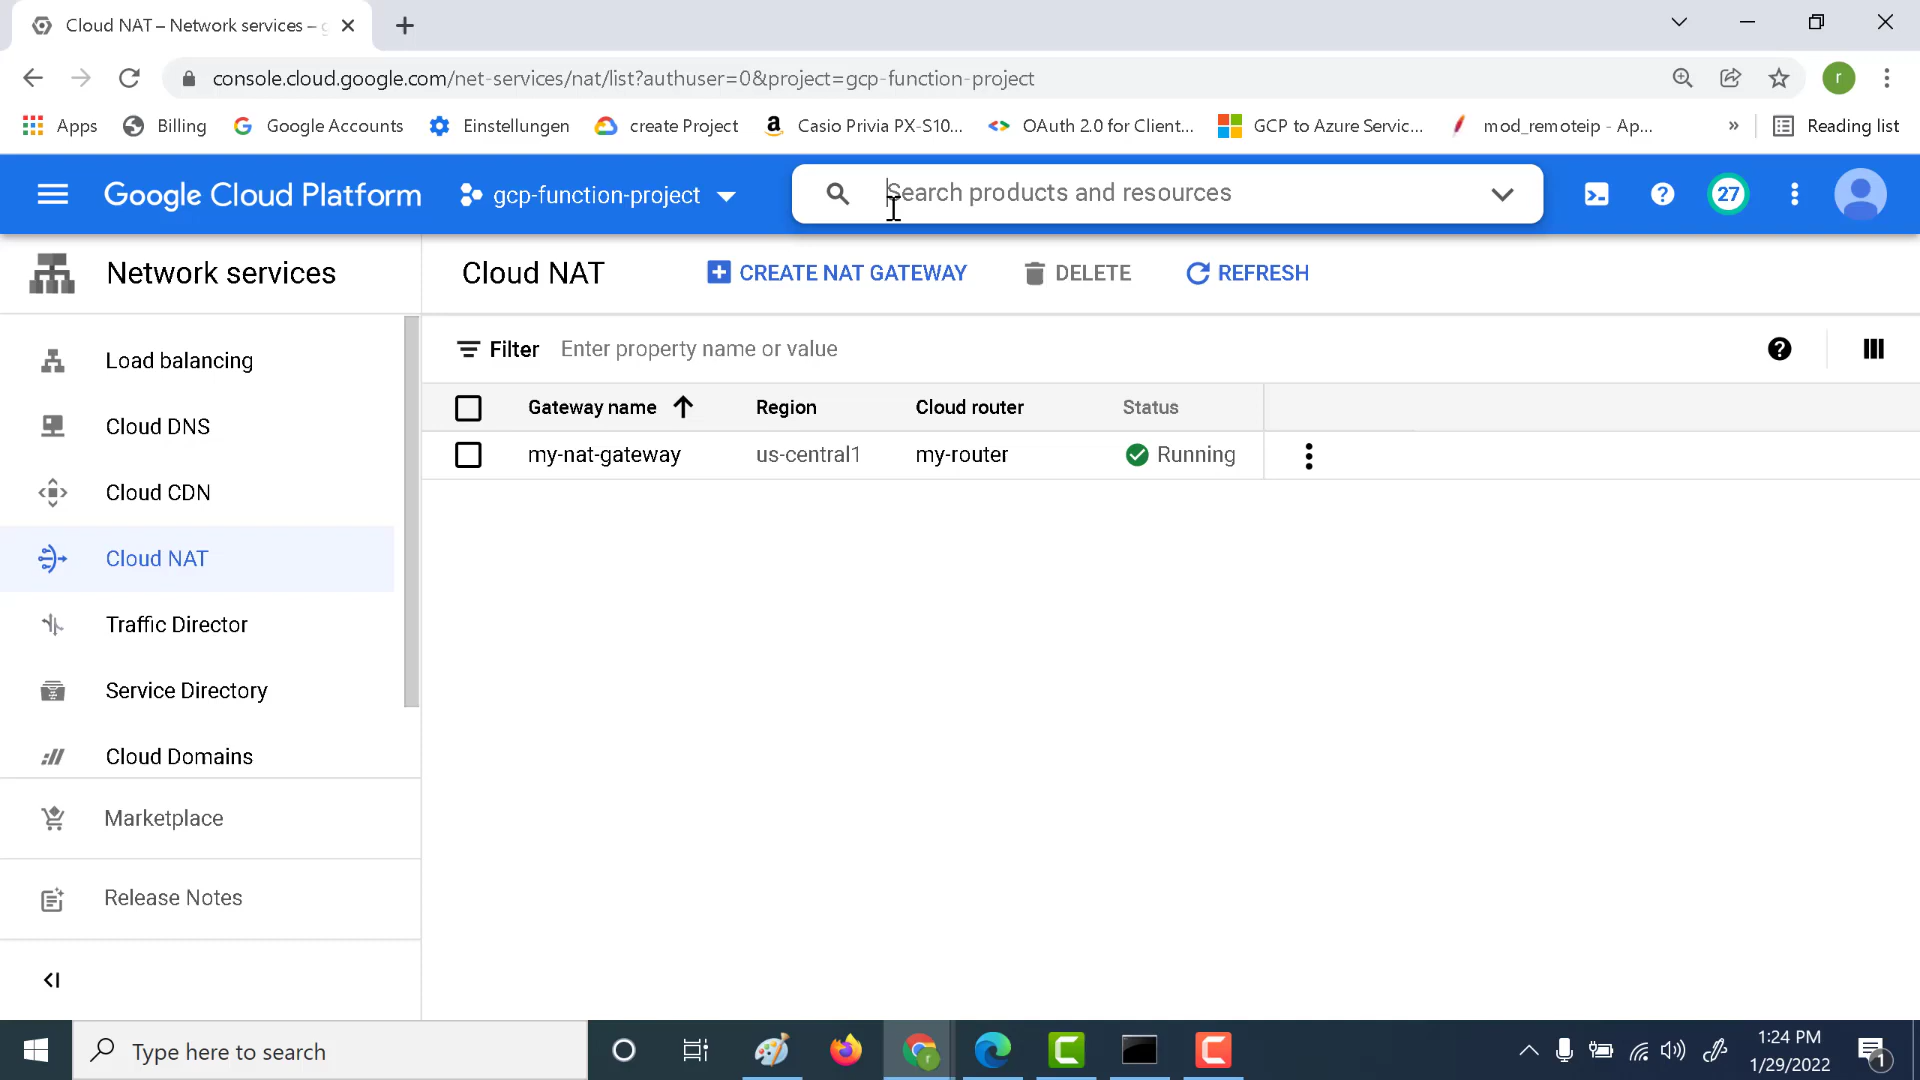 Cloud NAT – Network services –
console.cloud.google.com/net-services/nat/list?authuser=0&project=gcp-function-project
r
Apps Billing Google Accounts Einstellungen create Project Casio Privia PX-S10... OAuth 2.0 for Client... GCP to Azure Servic... mod_remoteip - Ap... » Reading list
Google Cloud Platform gcp-function-project Search products and resources 27
Network services
Cloud NAT CREATE NAT GATEWAY DELETE REFRESH
Load balancing
Cloud DNS
Cloud CDN
Cloud NAT
Traffic Director
Service Directory
Cloud Domains
Marketplace
Release Notes
Filter Enter property name or value
Gateway name Region Cloud router Status
my-nat-gateway us-central1 my-router Running
Type here to search
1:24 PM
1/29/2022
1